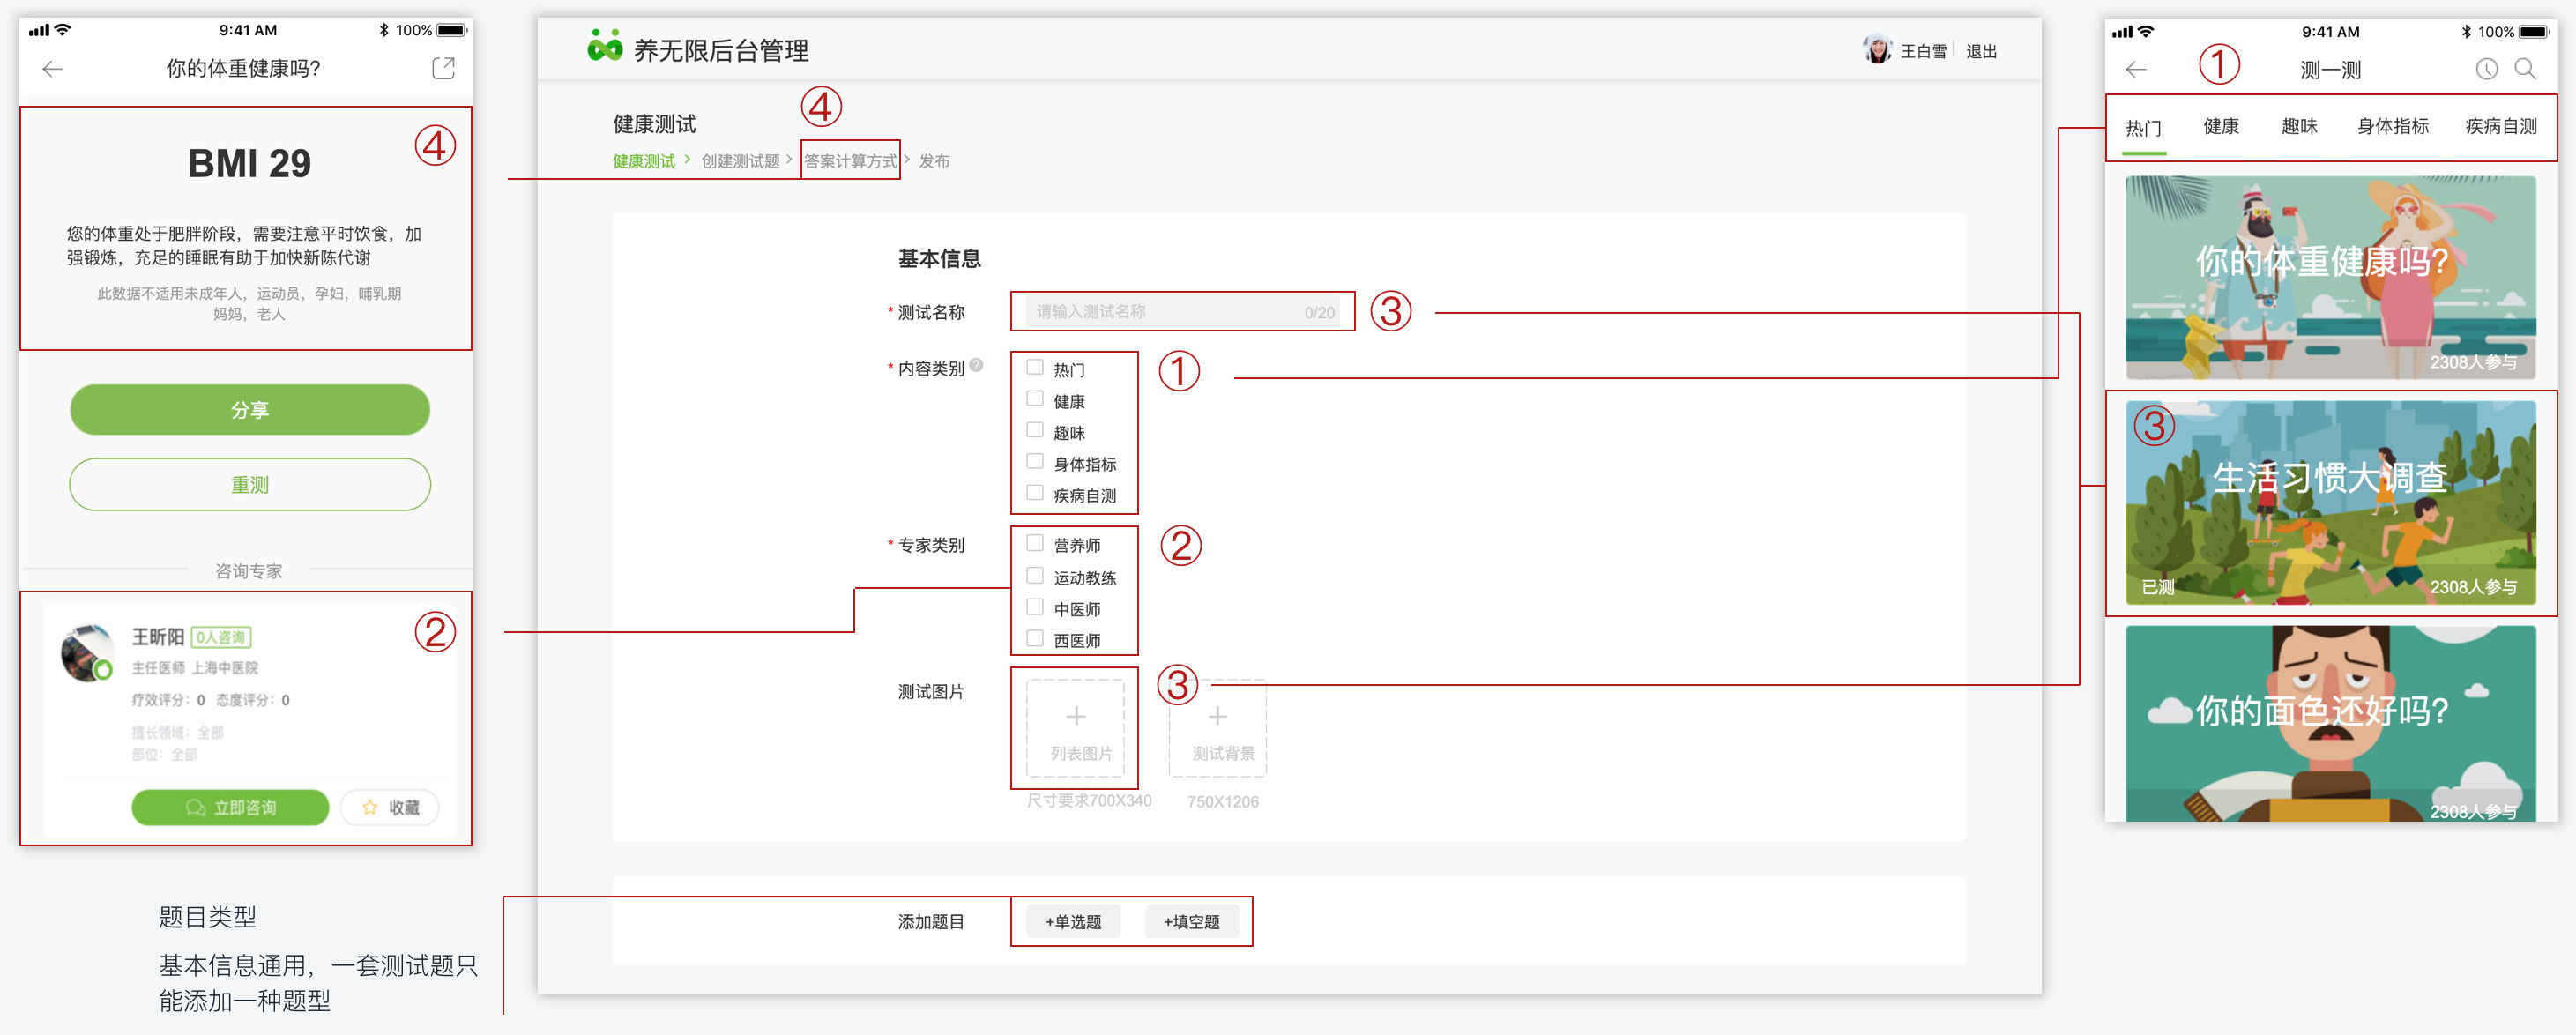 9:41 AM
100%
你的体重健康吗?
④
BMI 29
您的体重处于肥胖阶段，需要注意平时饮食，加
强锻炼，充足的睡眠有助于加快新陈代谢
此数据不适用未成年人，运动员，孕妇，哺乳期
妈妈，老人
分享
重测
咨询专家
②
王昕阳 0人咨询
主任医师 上海中医院
疗效评分：0 态度评分：0
擅长领域：全部
部位：全部
立即咨询
收藏
题目类型
基本信息通用，一套测试题只
能添加一种题型
养无限后台管理
王白雪
退出
健康测试
④
健康测试 > 创建测试题 > 答案计算方式 > 发布
基本信息
* 测试名称
请输入测试名称 0/20
③
* 内容类别 ?
热门
健康
趣味
身体指标
疾病自测
①
* 专家类别
营养师
运动教练
中医师
西医师
②
测试图片
+
列表图片
尺寸要求700X340
③
+
测试背景
750X1206
添加题目
+单选题
+填空题
9:41 AM
100%
①
测一测
热门
健康
趣味
身体指标
疾病自测
你的体重健康吗?
2308人参与
③
生活习惯大调查
已测
2308人参与
你的面色还好吗?
2308人参与